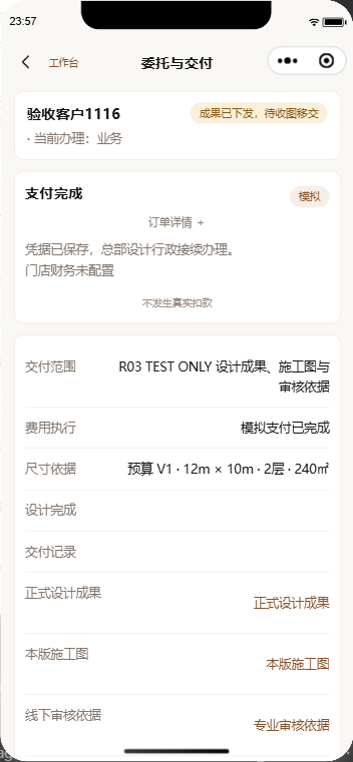 23:57
工作台
委托与交付
验收客户1116
成果已下发，待收图移交
· 当前办理：业务
支付完成
模拟
订单详情 +
凭据已保存，总部设计行政接续办理。
门店财务未配置
不发生真实扣款
交付范围
R03 TEST ONLY 设计成果、施工图与
审核依据
费用执行
模拟支付已完成
尺寸依据
预算 V1 · 12m × 10m · 2层 · 240㎡
设计完成
交付记录
正式设计成果
正式设计成果
本版施工图
本版施工图
线下审核依据
专业审核依据